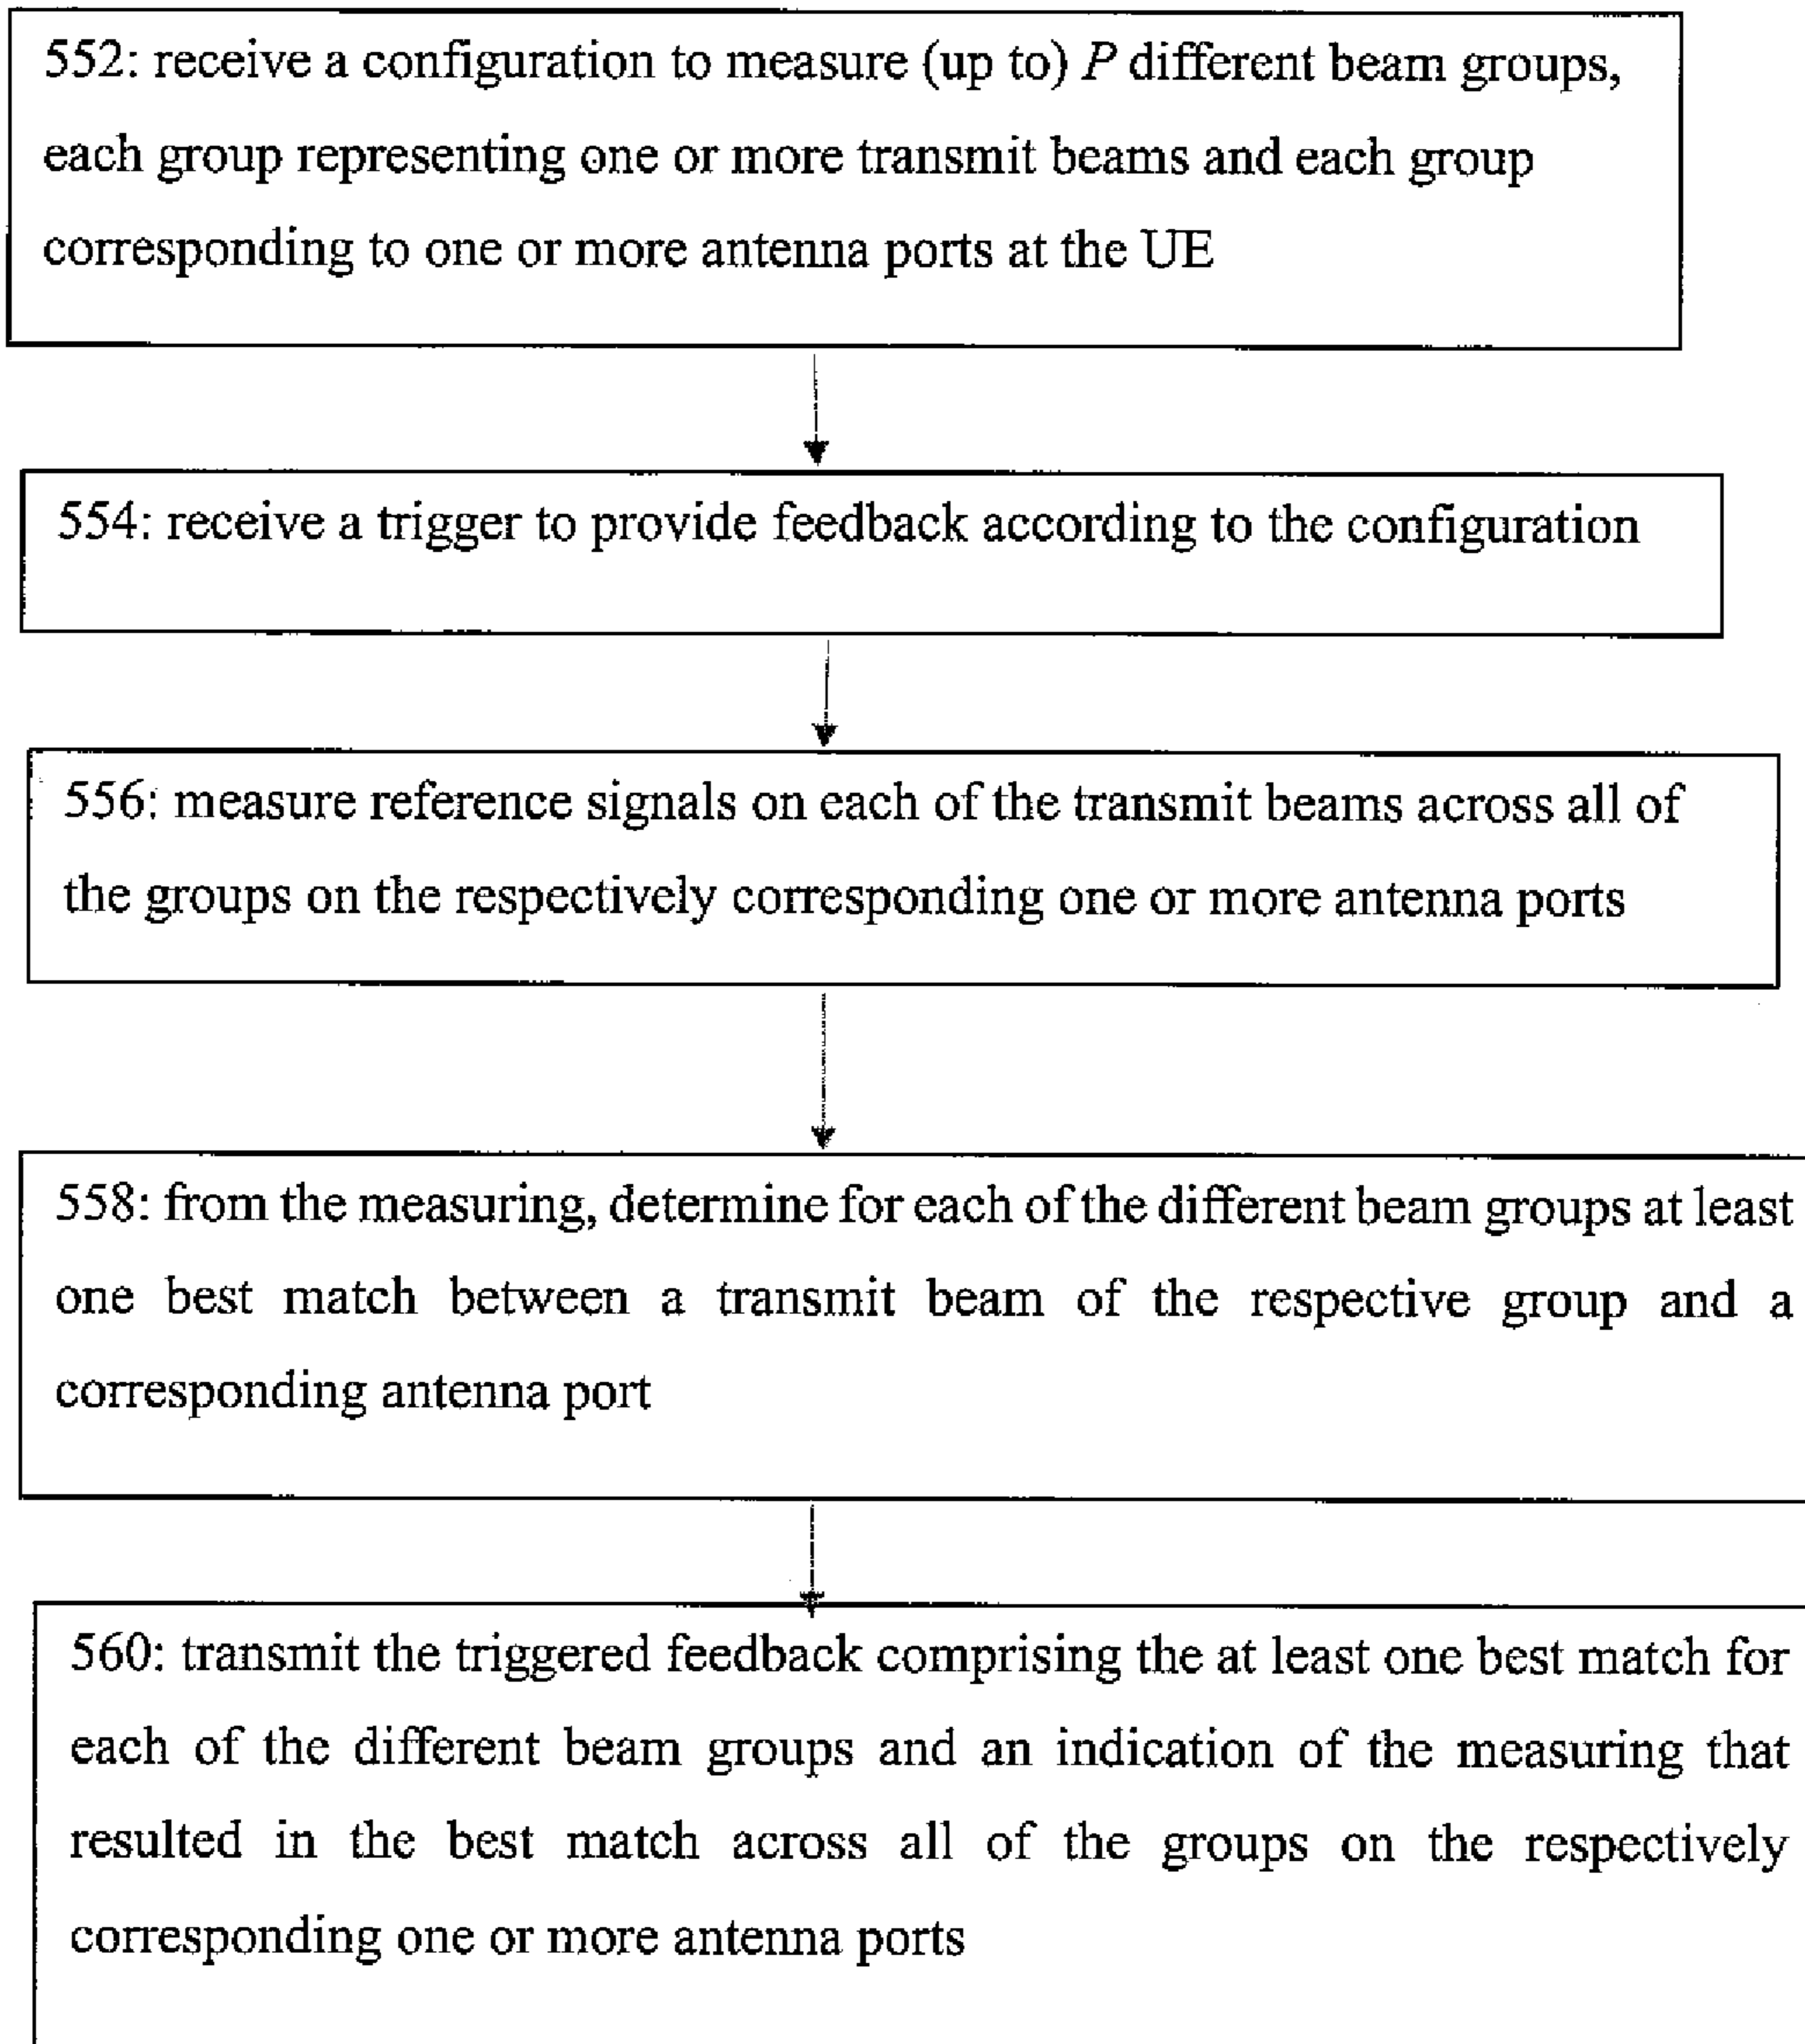 552: receive a configuration to measure (up to) P different beam groups,
each group representing one or more transmit beams and each group
corresponding to one or more antenna ports at the UE
554: receive a trigger to provide feedback according to the configuration
556: measure reference signals on each of the transmit beams across all of
the groups on the respectively corresponding one or more antenna ports
558: from the measuring, determine for each of the different beam groups at least
one best match between a transmit beam of the respective group and a
corresponding antenna port
560: transmit the triggered feedback comprising the at least one best match for
each of the different beam groups and an indication of the measuring that
resulted in the best match across all of the groups on the respectively
corresponding one or more antenna ports